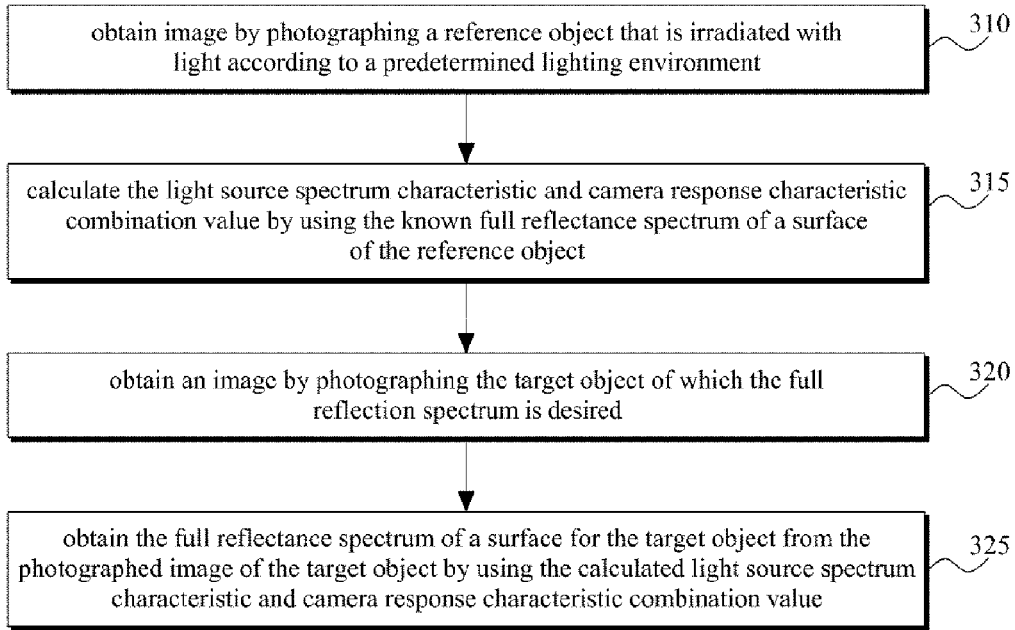 obtain image by photographing a reference object that is irradiated with
light according to a predetermined lighting environment
310
calculate the light source spectrum characteristic and camera response characteristic
combination value by using the known full reflectance spectrum of a surface
of the reference object
315
obtain an image by photographing the target object of which the full
reflection spectrum is desired
320
obtain the full reflectance spectrum of a surface for the target object from the
photographed image of the target object by using the calculated light source spectrum
characteristic and camera response characteristic combination value
325